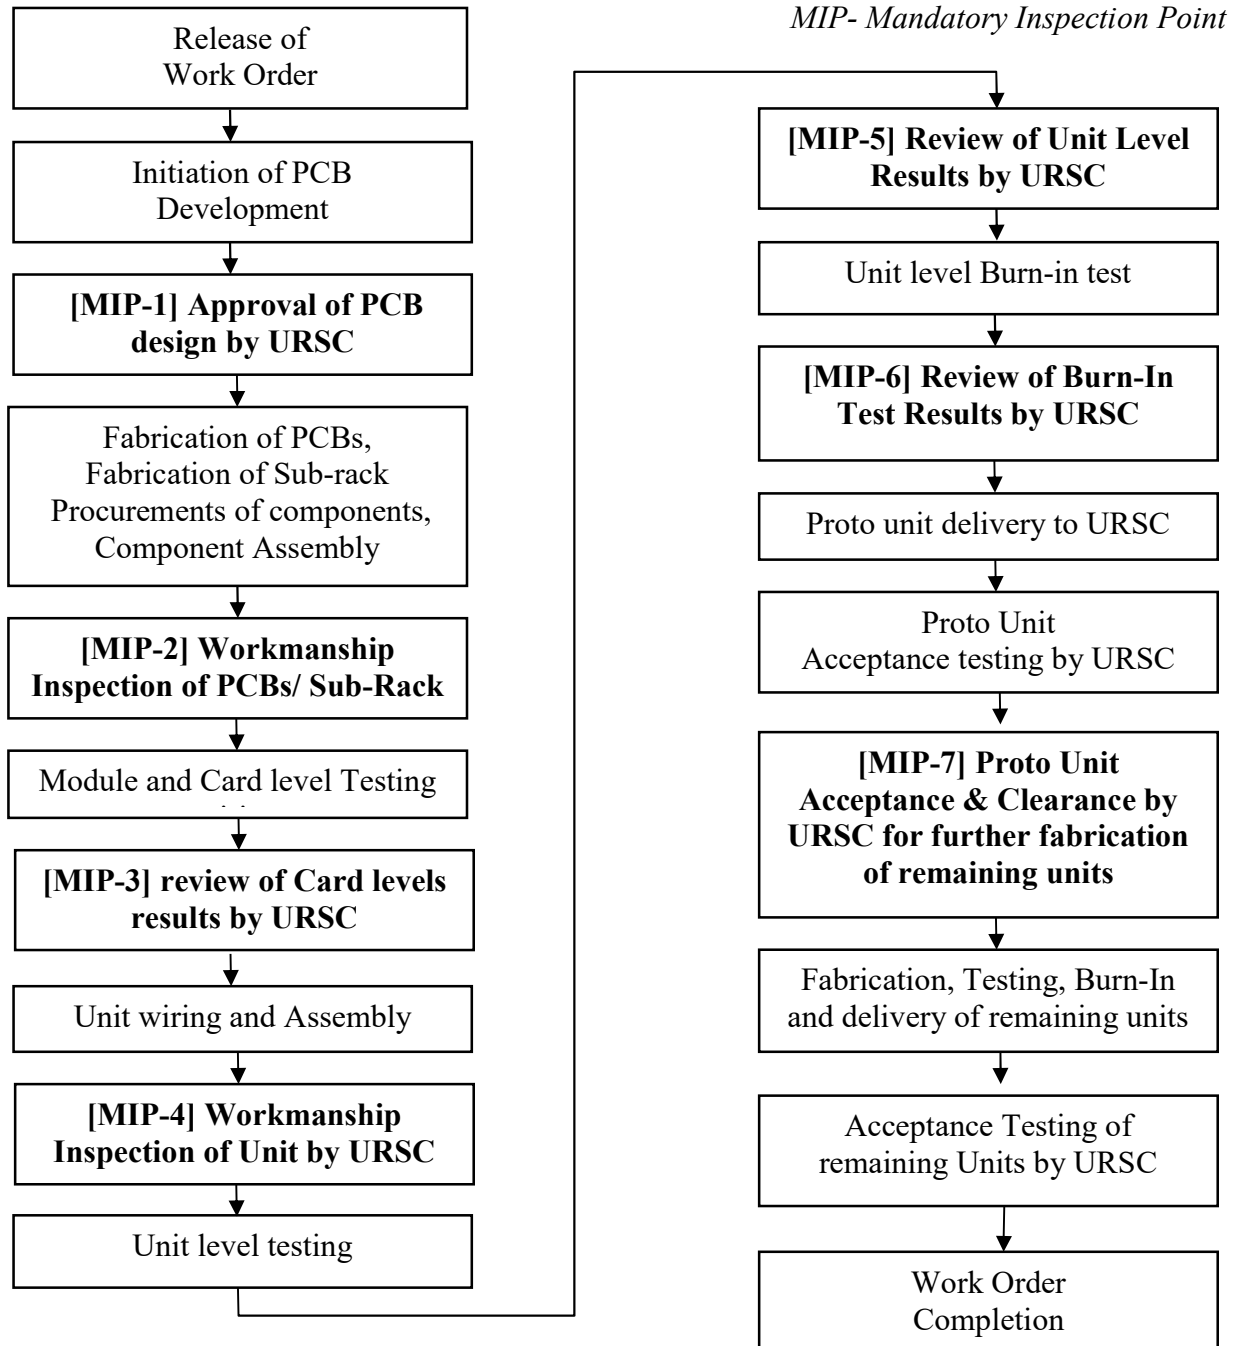 MIP- Mandatory Inspection Point
Release of
Work Order
Initiation of PCB
Development
[MIP-1] Approval of PCB
design by URSC
Fabrication of PCBs,
Fabrication of Sub-rack
Procurements of components,
Component Assembly
[MIP-2] Workmanship
Inspection of PCBs/ Sub-Rack
Module and Card level Testing
[MIP-3] review of Card levels
results by URSC
Unit wiring and Assembly
[MIP-4] Workmanship
Inspection of Unit by URSC
Unit level testing
[MIP-5] Review of Unit Level
Results by URSC
Unit level Burn-in test
[MIP-6] Review of Burn-In
Test Results by URSC
Proto unit delivery to URSC
Proto Unit
Acceptance testing by URSC
[MIP-7] Proto Unit
Acceptance & Clearance by
URSC for further fabrication
of remaining units
Fabrication, Testing, Burn-In
and delivery of remaining units
Acceptance Testing of
remaining Units by URSC
Work Order
Completion